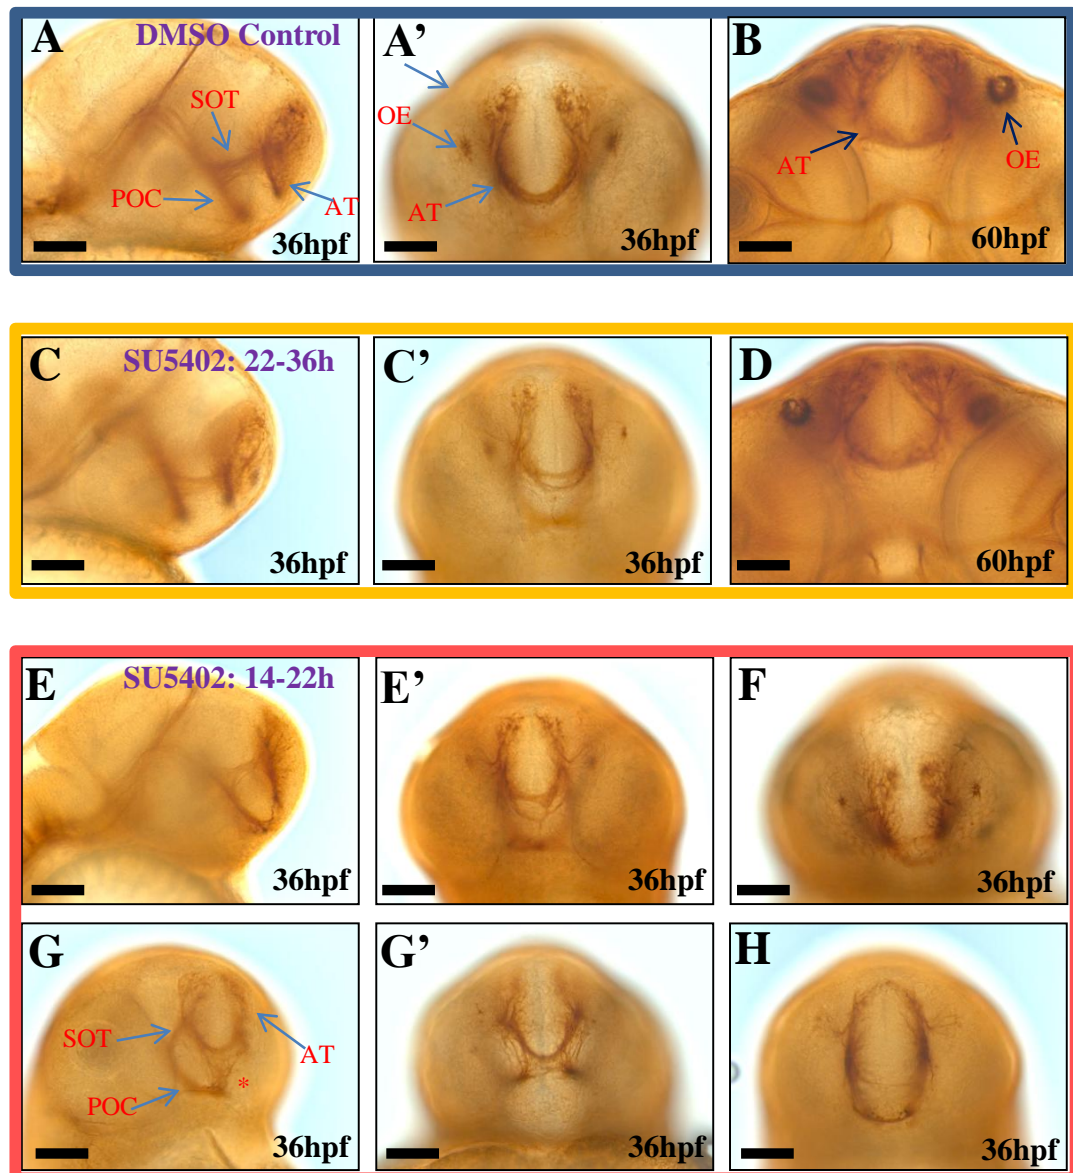 A DMSO Control
SOT
POC
AT
36hpf
A’
OE
AT
36hpf
B
AT
OE
60hpf
C SU5402: 22-36h
36hpf
C’
36hpf
D
60hpf
E SU5402: 14-22h
36hpf
E’
36hpf
F
36hpf
G
SOT
AT
POC
*
36hpf
G’
H
36hpf